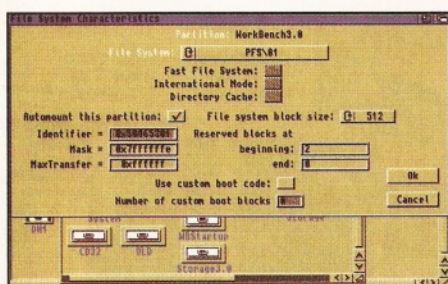 File System Characteristics
Partition: WorkBench3.0
File System: PFS\01
Fast File System:
International Mode:
Directory Cache:
Automount this partition:
File system block size: 512
Identifier = 0x50465301
Reserved blocks at
Mask = 0x7ffffffe
beginning: 2
MaxTransfer = 0xffffff
end: 0
Use custom boot code:
Ok
Number of custom boot blocks 0
Cancel
System
Storage
DH1
CD32
OLD
WBStartup
Storage3.0